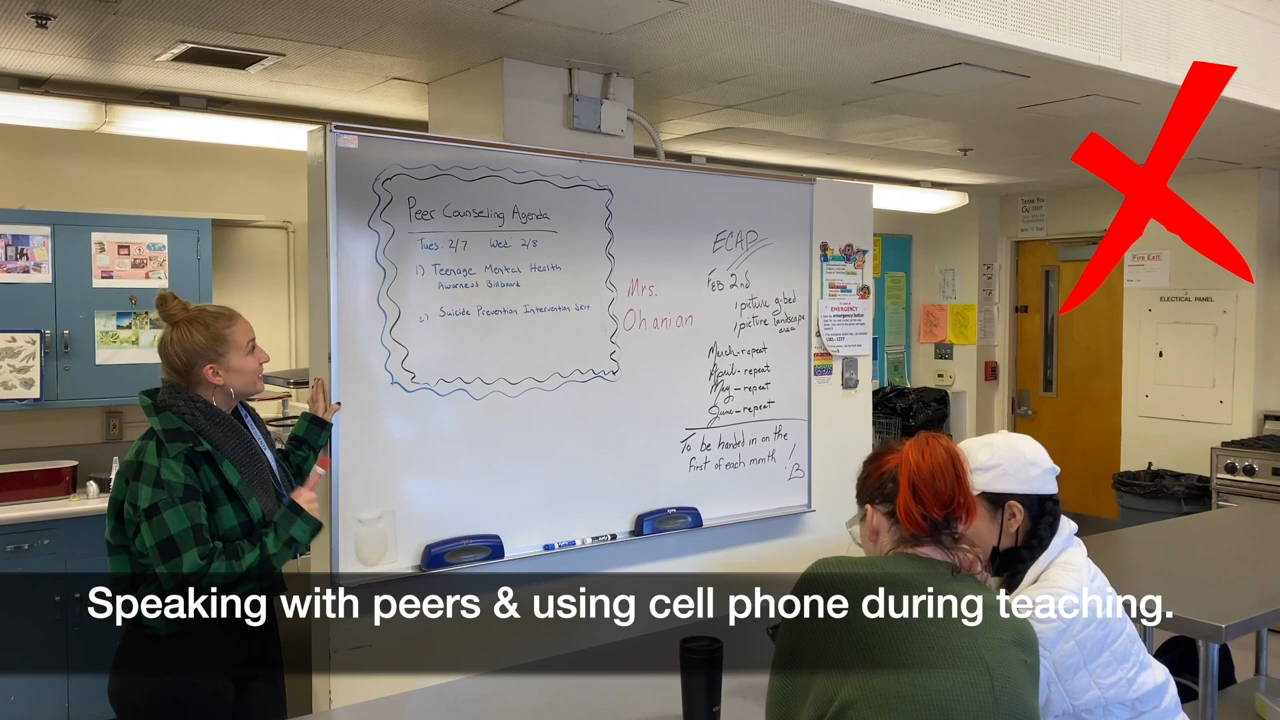 Peer Counseling Agenda
Tues. 2/7 Wed. 2/8
1) Teenage Mental Health
Awarness Billboard
2) Suicide Prevention Intervention Skit
Mrs.
Ohanian
ECAP
FEB 2nd
1 picture g. bed
1 picture landscape
area
March - repeat
April - repeat
May - repeat
June - repeat
To be handed in on the
first of each month !
EMERGENCY
Thank You
Fire Exit
ELECTICAL PANEL
Speaking with peers & using cell phone during teaching.